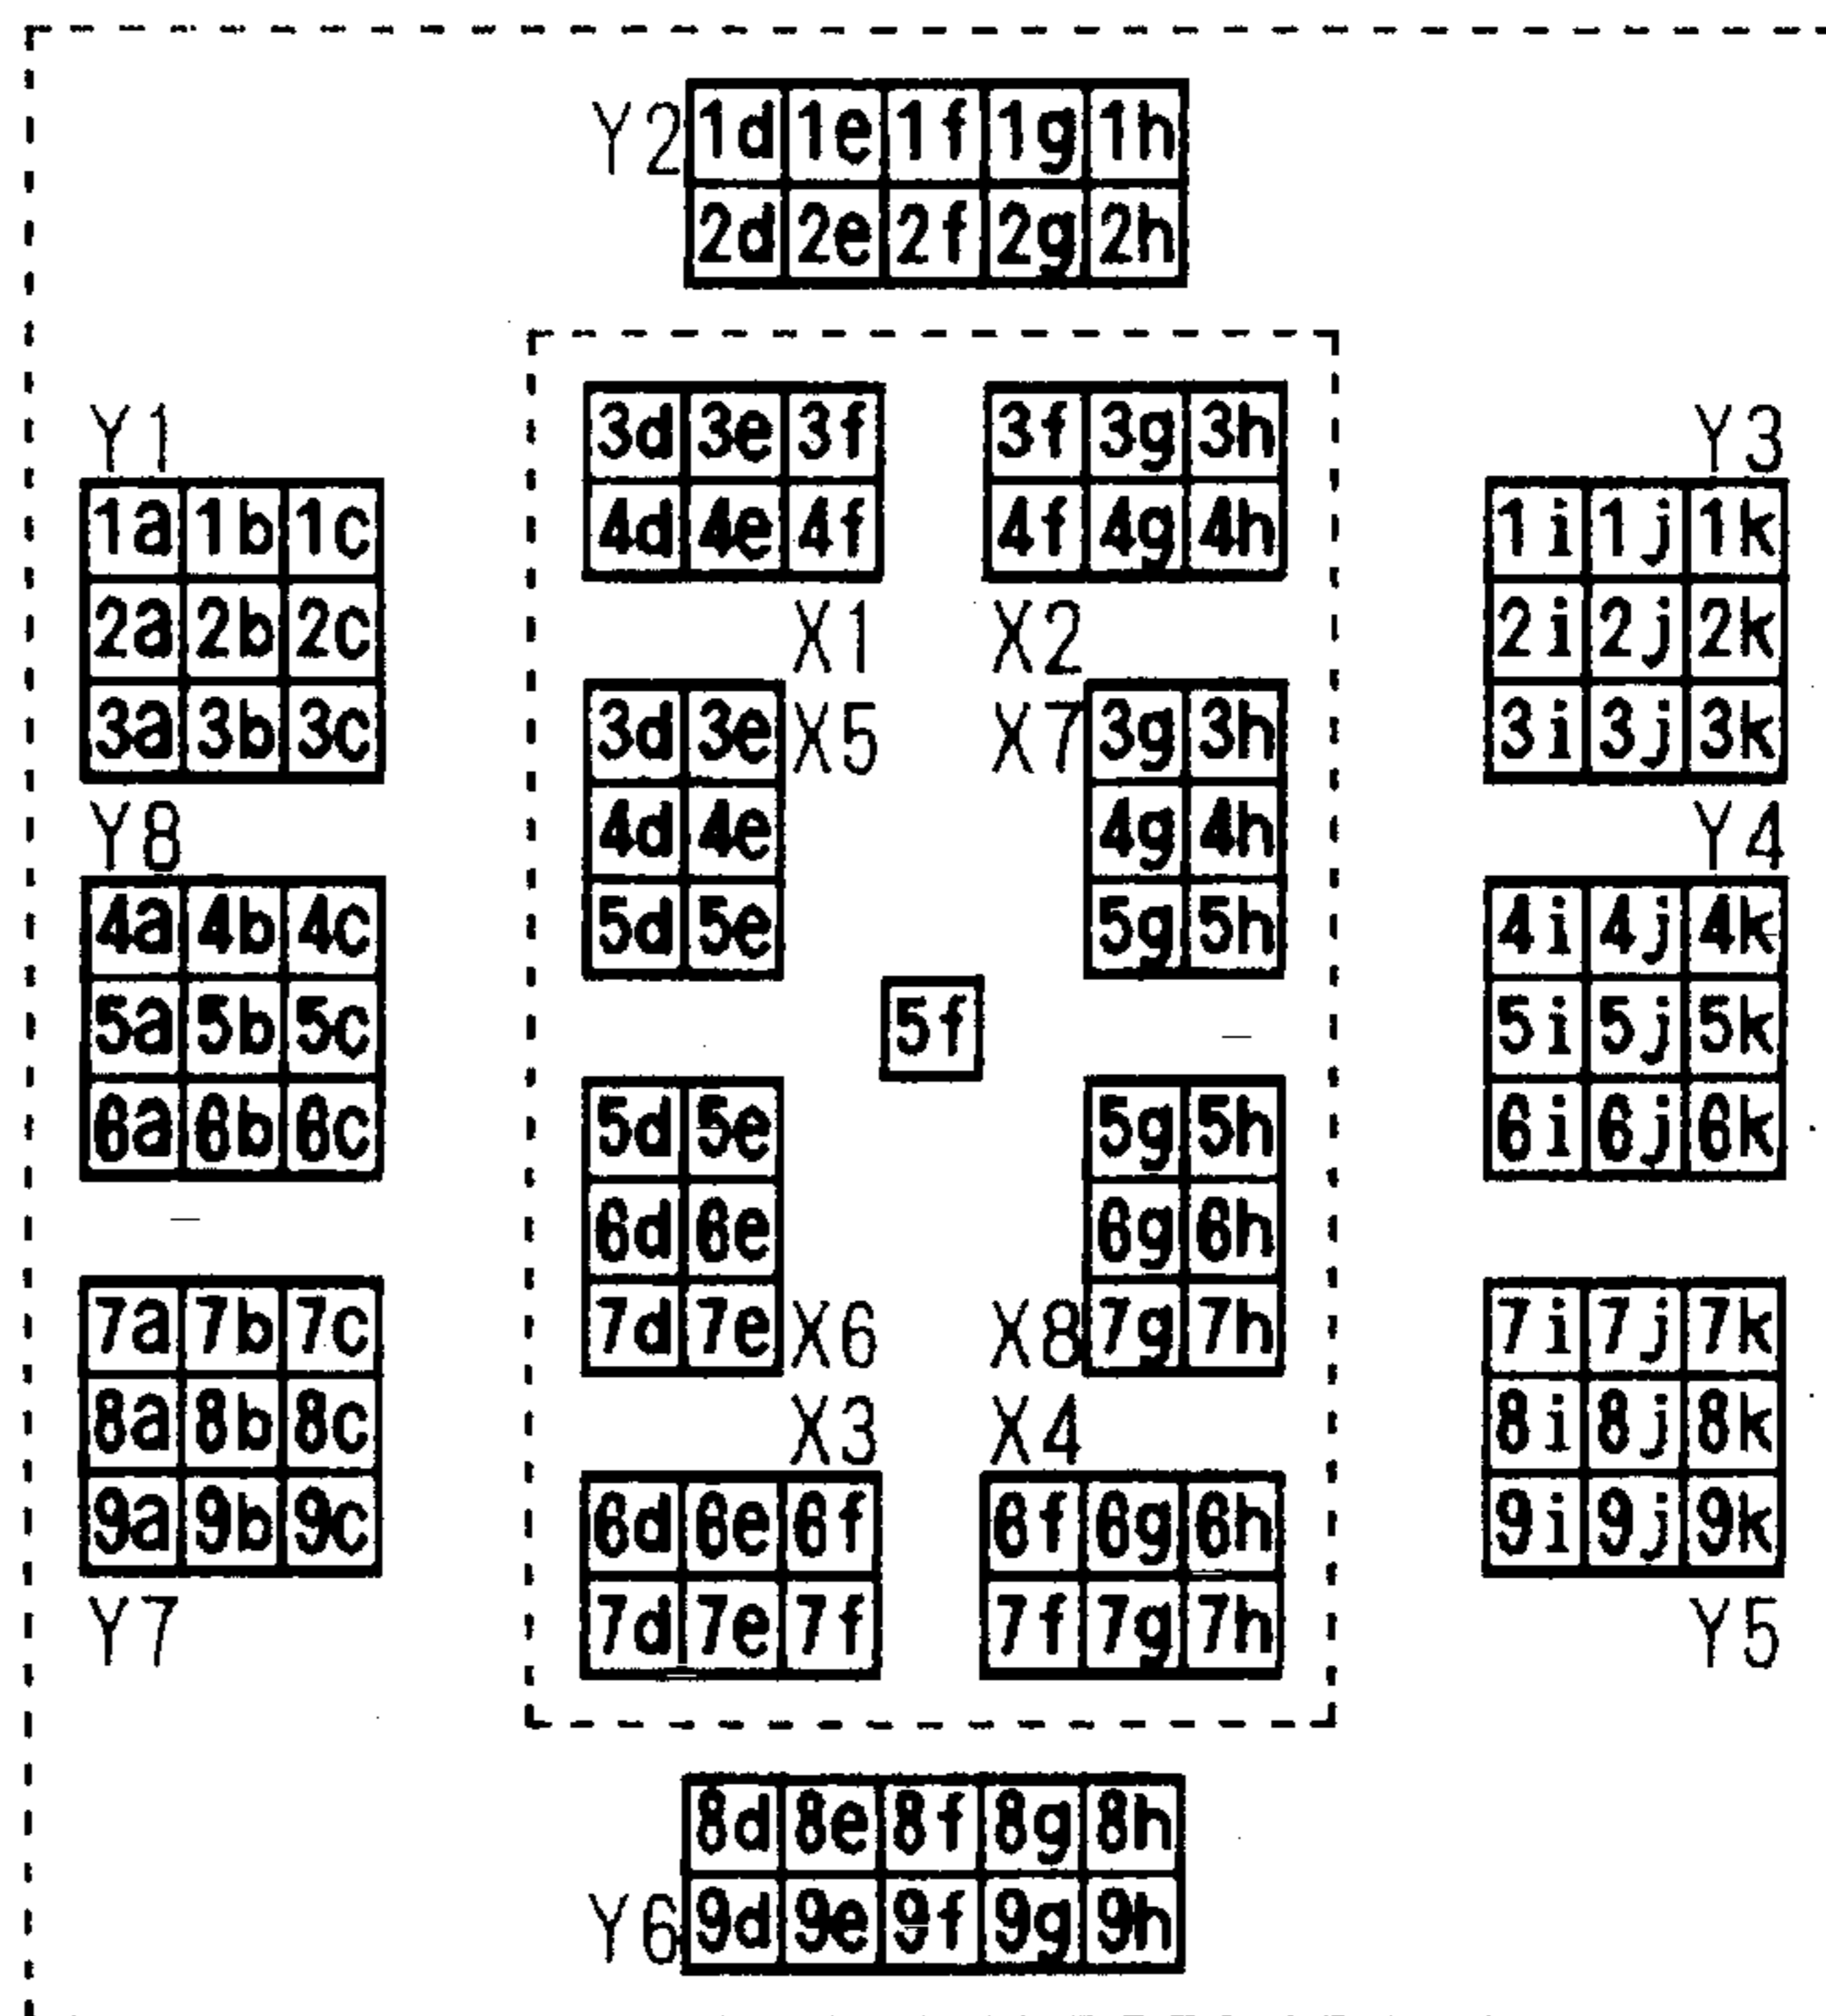 Y2 1d 1e 1f 1g 1h
2d 2e 2f 2g 2h
Y1
1a 1b 1c
2a 2b 2c
3a 3b 3c
Y8
4a 4b 4c
5a 5b 5c
6a 6b 6c
7a 7b 7c
8a 8b 8c
9a 9b 9c
Y7
3d 3e 3f
4d 4e 4f
X1
3f 3g 3h
4f 4g 4h
X2
3d 3e X5
4d 4e
5d 5e
X7 3g 3h
4g 4h
5g 5h
5f
5d 5e
6d 6e
7d 7e X6
5g 5h
6g 6h
X8 7g 7h
X3
6d 6e 6f
7d 7e 7f
X4
6f 6g 6h
7f 7g 7h
Y3
1i 1j 1k
2i 2j 2k
3i 3j 3k
Y4
4i 4j 4k
5i 5j 5k
6i 6j 6k
7i 7j 7k
8i 8j 8k
9i 9j 9k
Y5
8d 8e 8f 8g 8h
Y6 9d 9e 9f 9g 9h